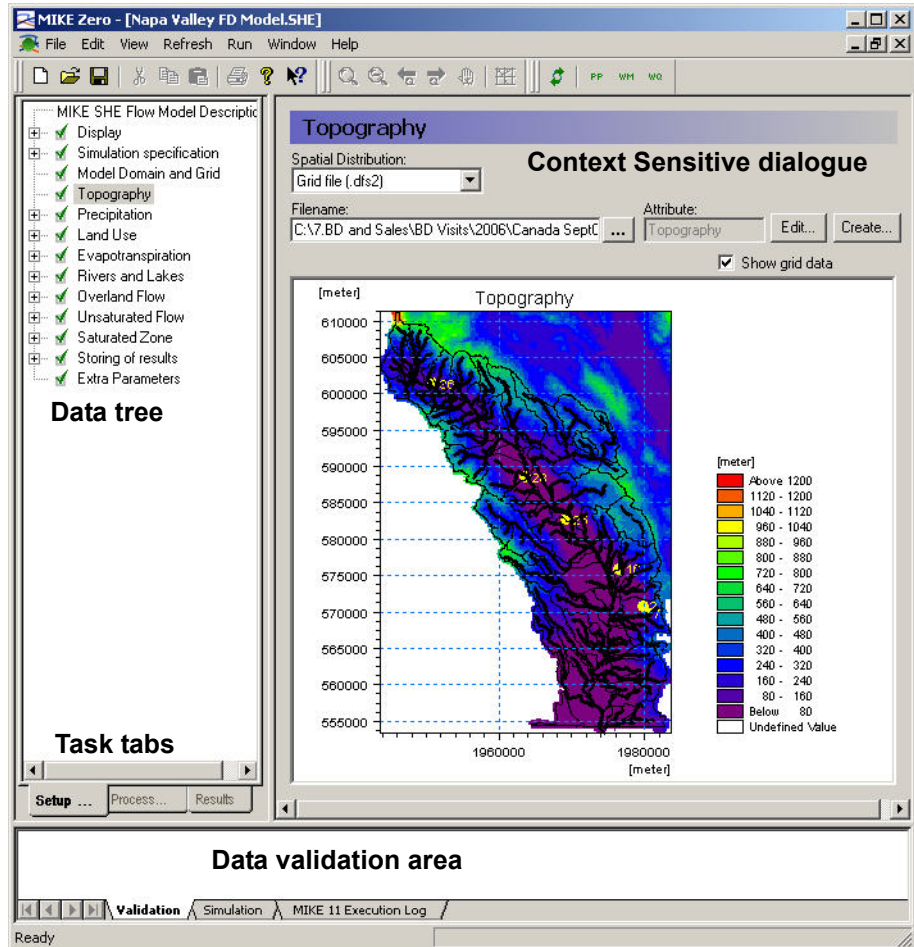 MIKE Zero - [Napa Valley FD Model.SHE]
File Edit View Refresh Run Window Help
PP WM WQ
MIKE SHE Flow Model Descriptic
Display
Simulation specification
Model Domain and Grid
Topography
Precipitation
Land Use
Evapotranspiration
Rivers and Lakes
Overland Flow
Unsaturated Flow
Saturated Zone
Storing of results
Extra Parameters
Data tree
Task tabs
Setup ... Process... Results
Topography
Context Sensitive dialogue
Spatial Distribution:
Grid file (.dfs2)
Filename:
C:\7.BD and Sales\BD Visits\2006\Canada Sept
...
Attribute:
Topography
Edit... Create...
Show grid data
[meter]
Topography
610000
605000
600000
595000
590000
585000
580000
575000
570000
565000
560000
555000
1960000 1980000
[meter]
26
23
16
[meter]
Above 1200
1120 - 1200
1040 - 1120
960 - 1040
880 - 960
800 - 880
720 - 800
640 - 720
560 - 640
480 - 560
400 - 480
320 - 400
240 - 320
160 - 240
80 - 160
Below 80
Undefined Value
Data validation area
Validation Simulation MIKE 11 Execution Log
Ready